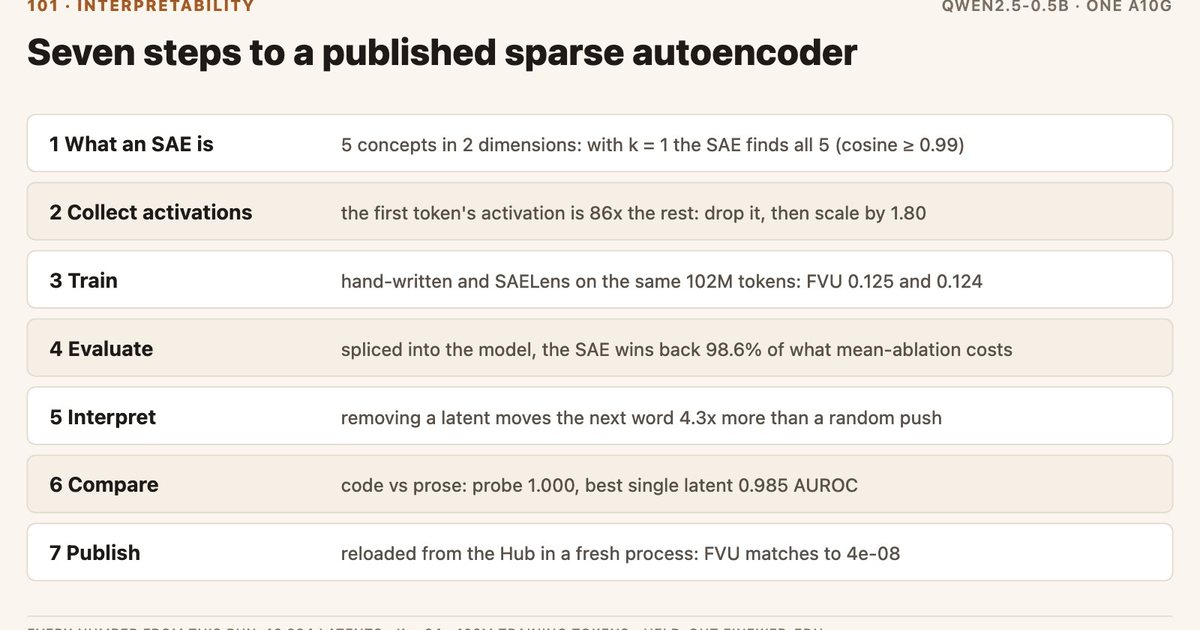 101 · INTERPRETABILITY
QWEN2.5-0.5B · ONE A10G
Seven steps to a published sparse autoencoder
1 What an SAE is
5 concepts in 2 dimensions: with k = 1 the SAE finds all 5 (cosine ≥ 0.99)
2 Collect activations
the first token's activation is 86x the rest: drop it, then scale by 1.80
3 Train
hand-written and SAELens on the same 102M tokens: FVU 0.125 and 0.124
4 Evaluate
spliced into the model, the SAE wins back 98.6% of what mean-ablation costs
5 Interpret
removing a latent moves the next word 4.3x more than a random push
6 Compare
code vs prose: probe 1.000, best single latent 0.985 AUROC
7 Publish
reloaded from the Hub in a fresh process: FVU matches to 4e-08